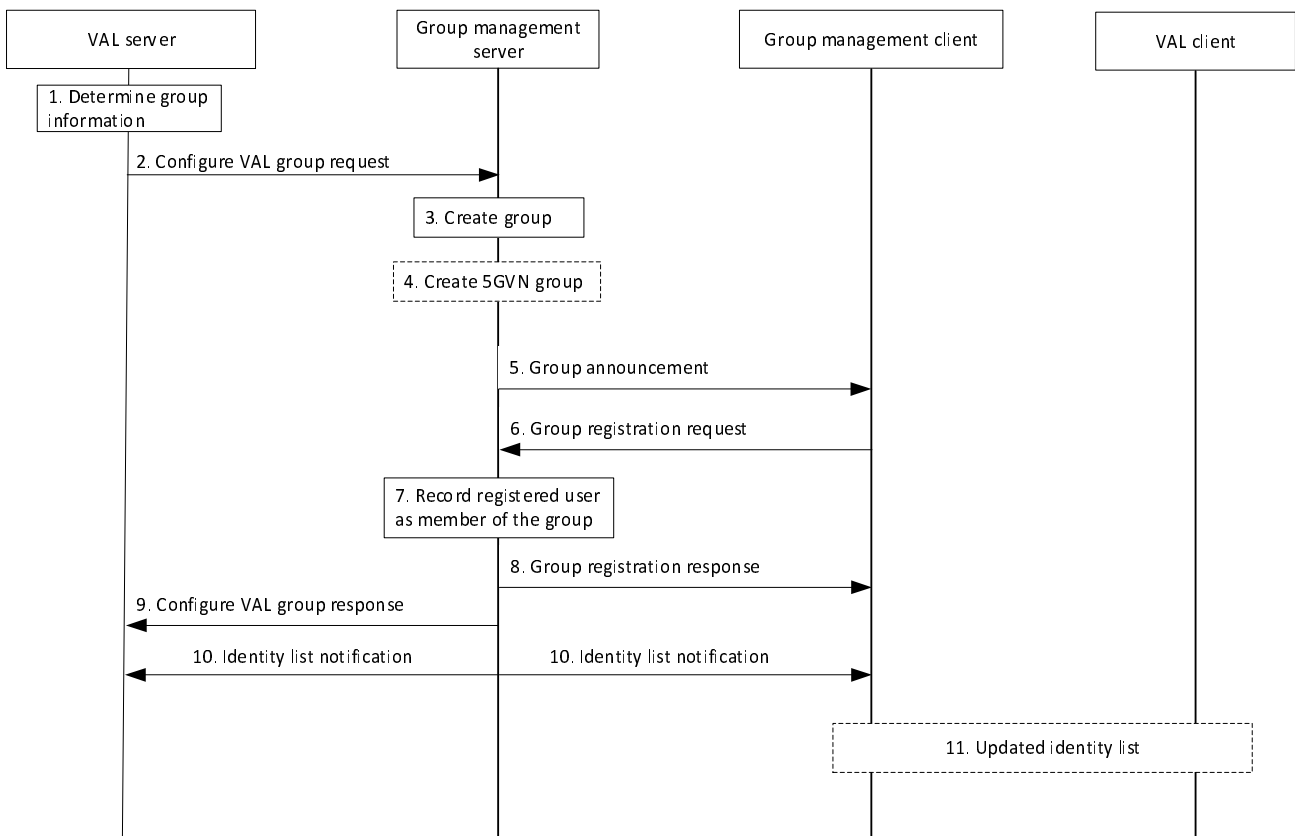 VAL server
Group management
server
Group management client
VAL client
1. Determine group
information
2. Configure VAL group request
3. Create group
4. Create 5GVN group
5. Group announcement
6. Group registration request
7. Record registered user
as member of the group
8. Group registration response
9. Configure VAL group response
10. Identity list notification
10. Identity list notification
11. Updated identity list